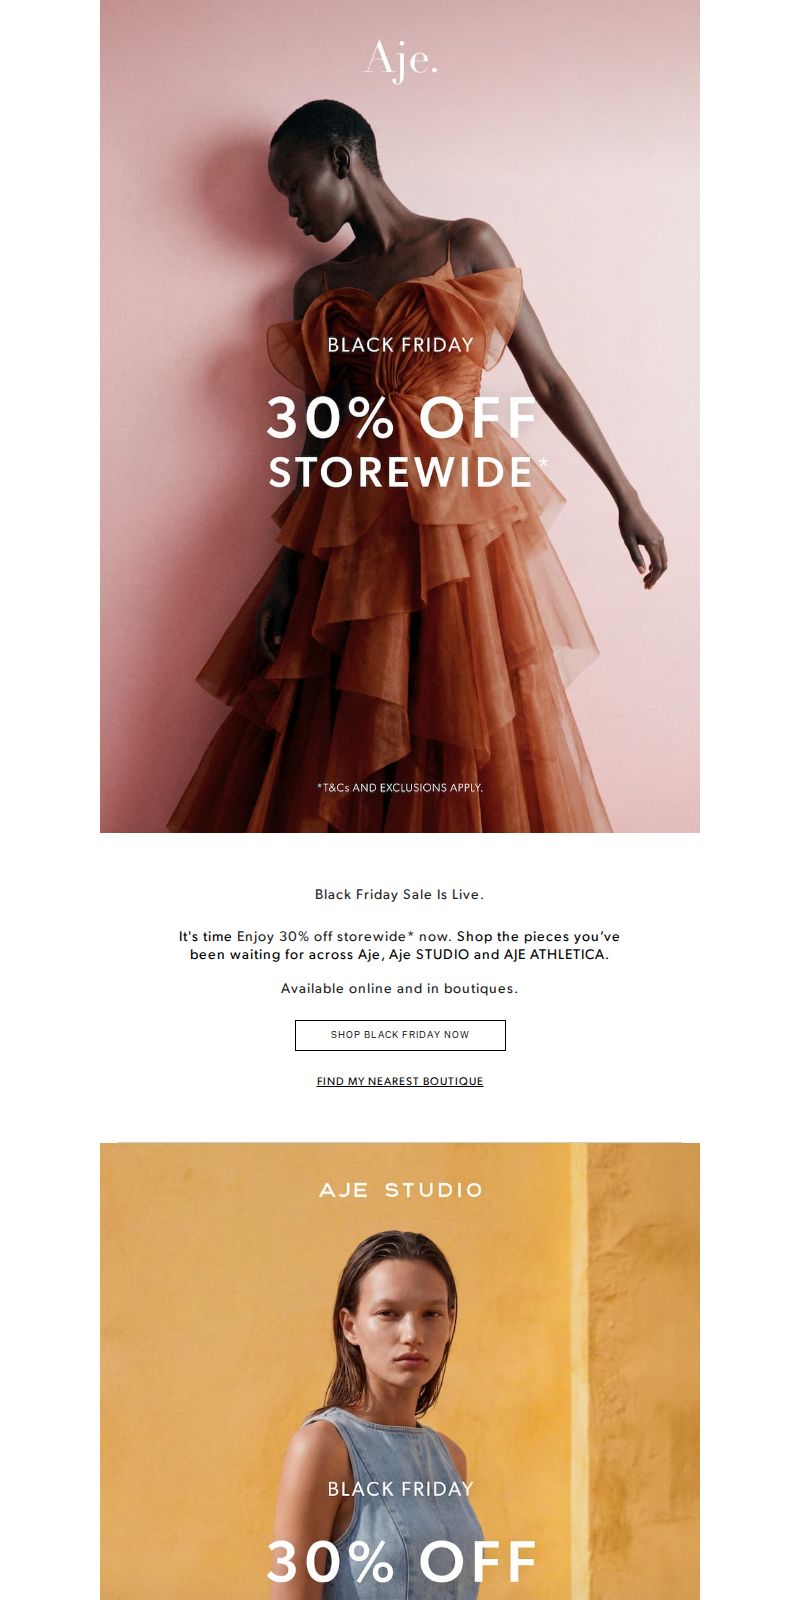 Aje.
BLACK FRIDAY
30% OFF
STOREWIDE*
*T&Cs AND EXCLUSIONS APPLY.
Black Friday Sale Is Live.
It's time Enjoy 30% off storewide* now. Shop the pieces you’ve
been waiting for across Aje, Aje STUDIO and AJE ATHLETICA.
Available online and in boutiques.
SHOP BLACK FRIDAY NOW
FIND MY NEAREST BOUTIQUE
AJE STUDIO
BLACK FRIDAY
30% OFF